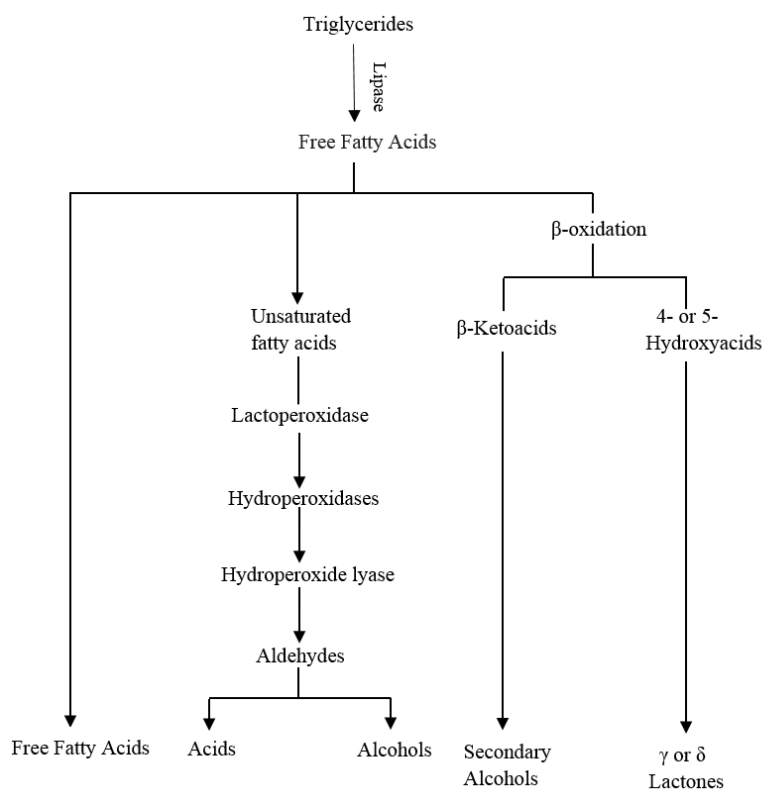 Triglycerides
Lipase
Free Fatty Acids
β-oxidation
Unsaturated
fatty acids
β-Ketoacids
4- or 5-
Hydroxyacids
Lactoperoxidase
Hydroperoxidases
Hydroperoxide lyase
Aldehydes
Free Fatty Acids
Acids
Alcohols
Secondary
Alcohols
γ or δ
Lactones